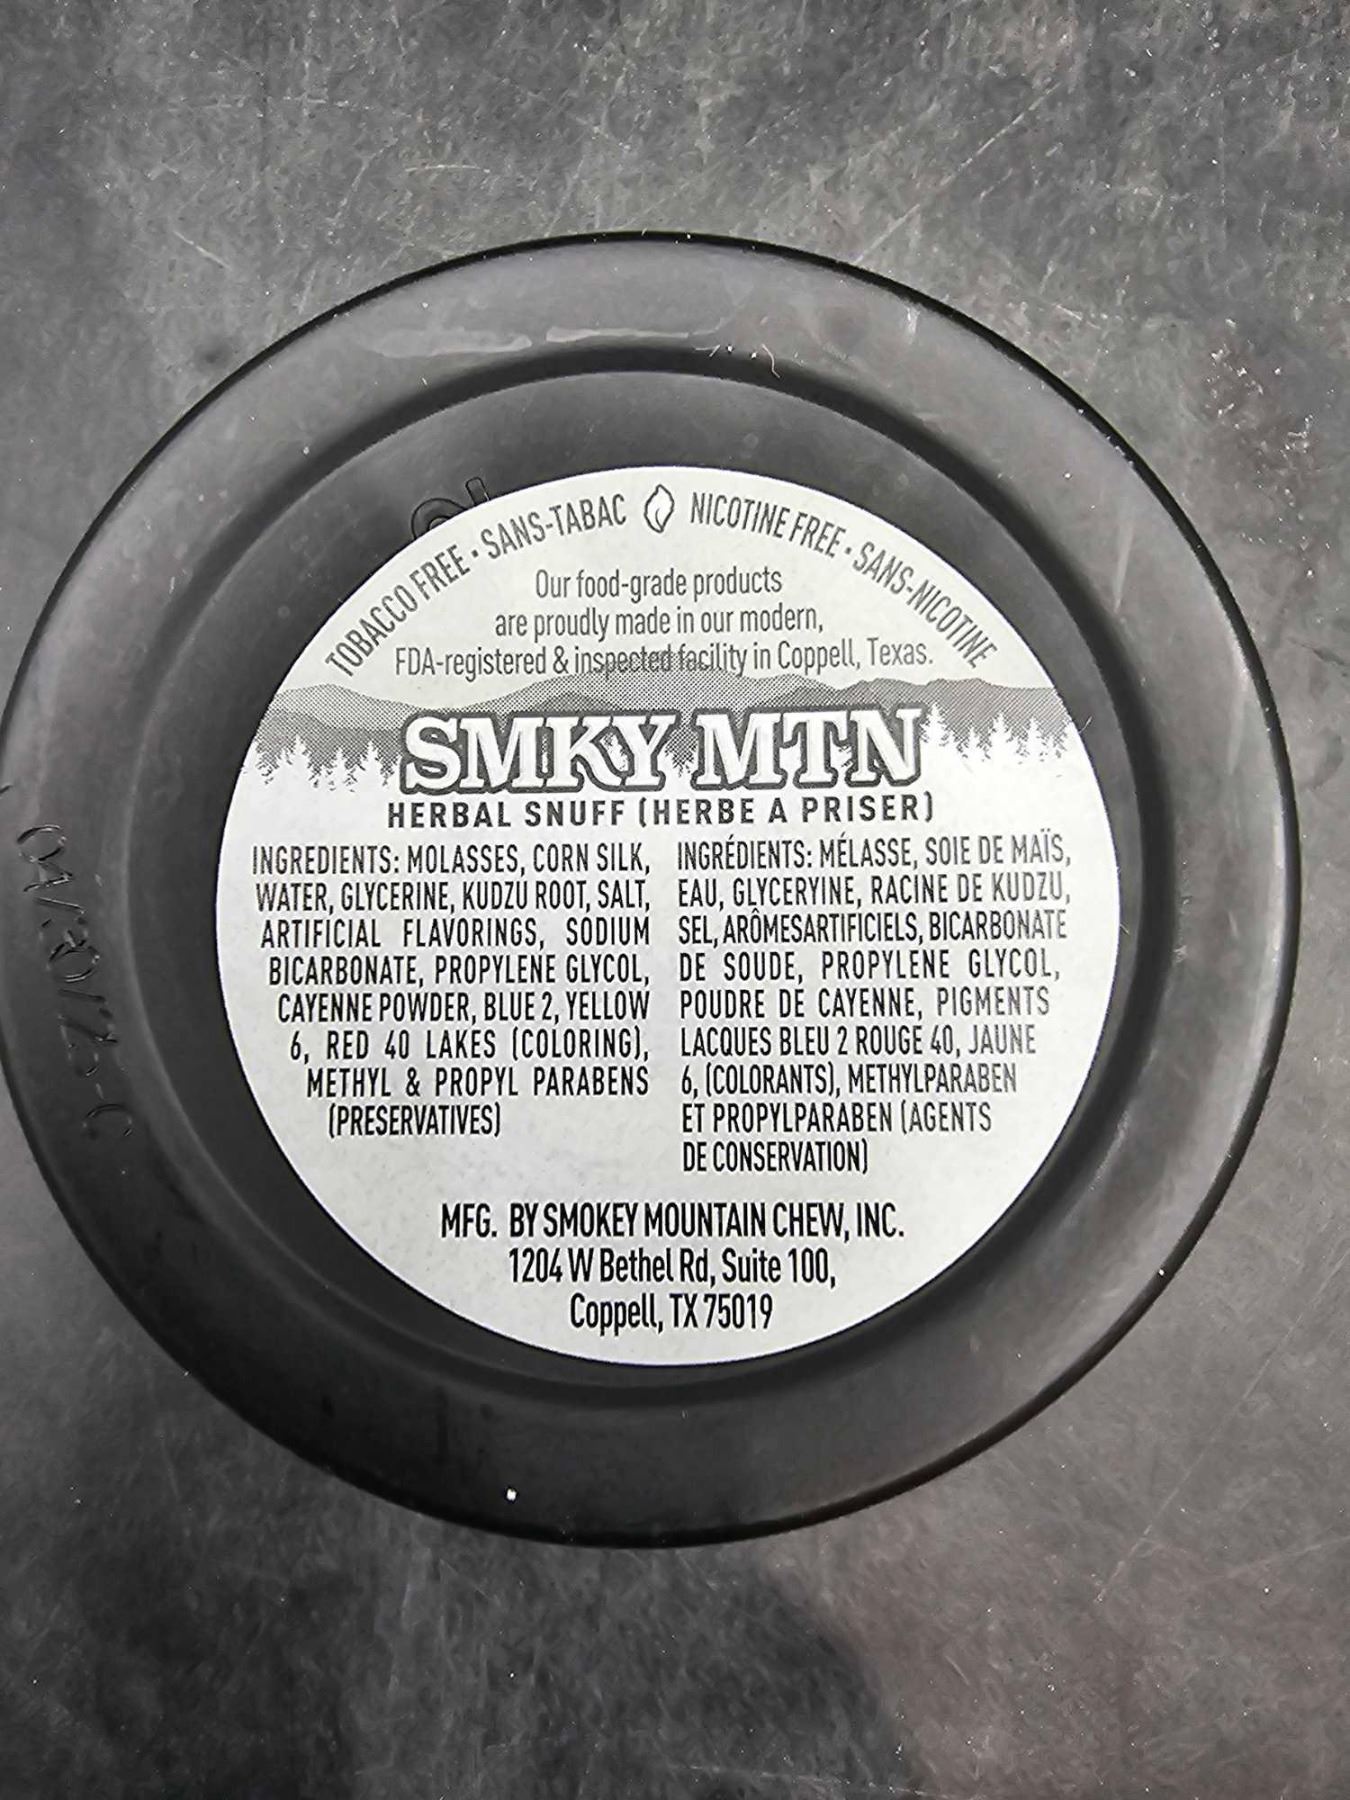 TOBACCO FREE • SANS-TABAC NICOTINE FREE • SANS-NICOTINE
Our food-grade products
are proudly made in our modern,
FDA-registered & inspected facility in Coppell, Texas.
SMKY MTN
HERBAL SNUFF (HERBE A PRISER)
INGREDIENTS: MOLASSES, CORN SILK,
WATER, GLYCERINE, KUDZU ROOT, SALT,
ARTIFICIAL FLAVORINGS, SODIUM
BICARBONATE, PROPYLENE GLYCOL,
CAYENNE POWDER, BLUE 2, YELLOW
6, RED 40 LAKES (COLORING),
METHYL & PROPYL PARABENS
(PRESERVATIVES)
INGRÉDIENTS: MÉLASSE, SOIE DE MAÏS,
EAU, GLYCERYINE, RACINE DE KUDZU,
SEL, ARÔMESARTIFICIELS, BICARBONATE
DE SOUDE, PROPYLENE GLYCOL,
POUDRE DE CAYENNE, PIGMENTS
LACQUES BLEU 2 ROUGE 40, JAUNE
6, (COLORANTS), METHYLPARABEN
ET PROPYLPARABEN (AGENTS
DE CONSERVATION)
MFG. BY SMOKEY MOUNTAIN CHEW, INC.
1204 W Bethel Rd, Suite 100,
Coppell, TX 75019